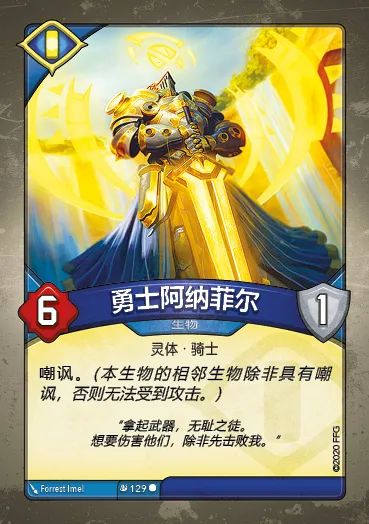 6
勇士阿纳菲尔
1
生物
灵体·骑士
嘲讽。(本生物的相邻生物除非具有嘲
讽，否则无法受到攻击。)
“拿起武器，无耻之徒。
想要伤害他们，除非先击败我。”
©2020 FFG
Forrest Imel
129